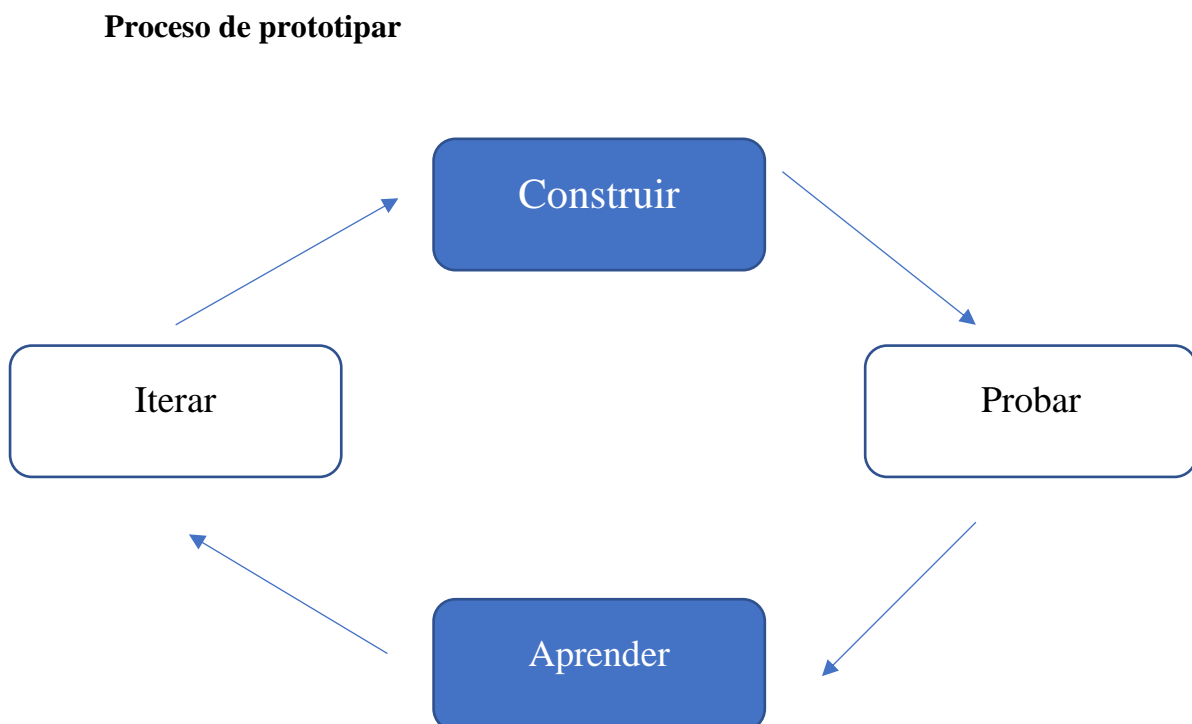 Proceso de prototipar
Construir
Iterar
Probar
Aprender